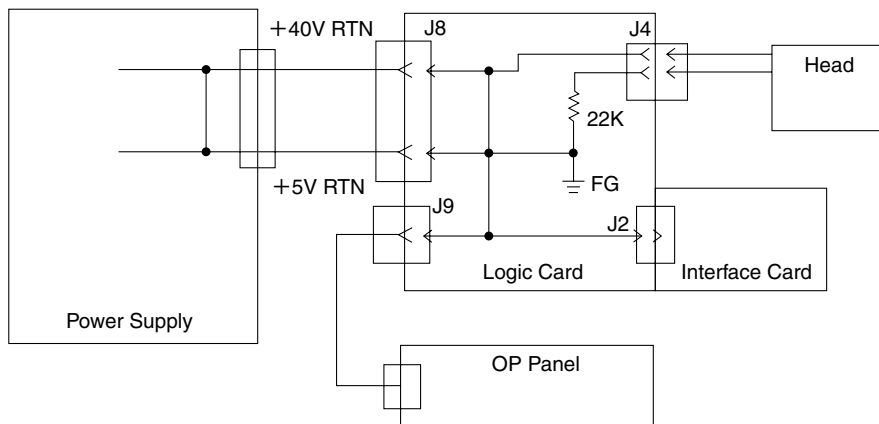 +40V RTN
J8
J4
Head
22K
+5V RTN
FG
J9
J2
Logic Card
Interface Card
Power Supply
OP Panel